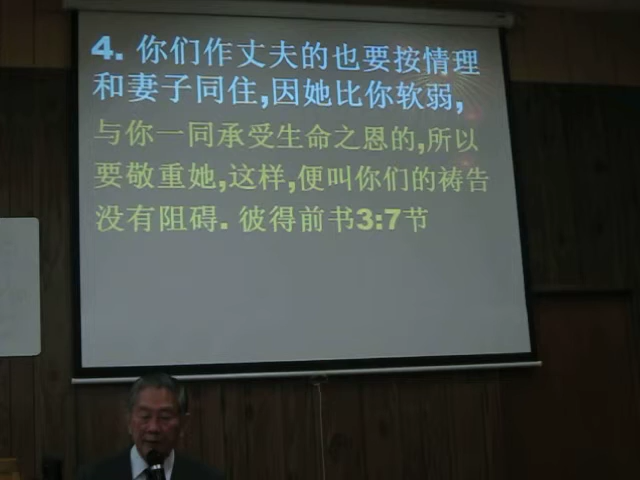 4. 你们作丈夫的也要按情理
和妻子同住,因她比你软弱,
与你一同承受生命之恩的,所以
要敬重她,这样,便叫你们的祷告
没有阻碍. 彼得前书3:7节